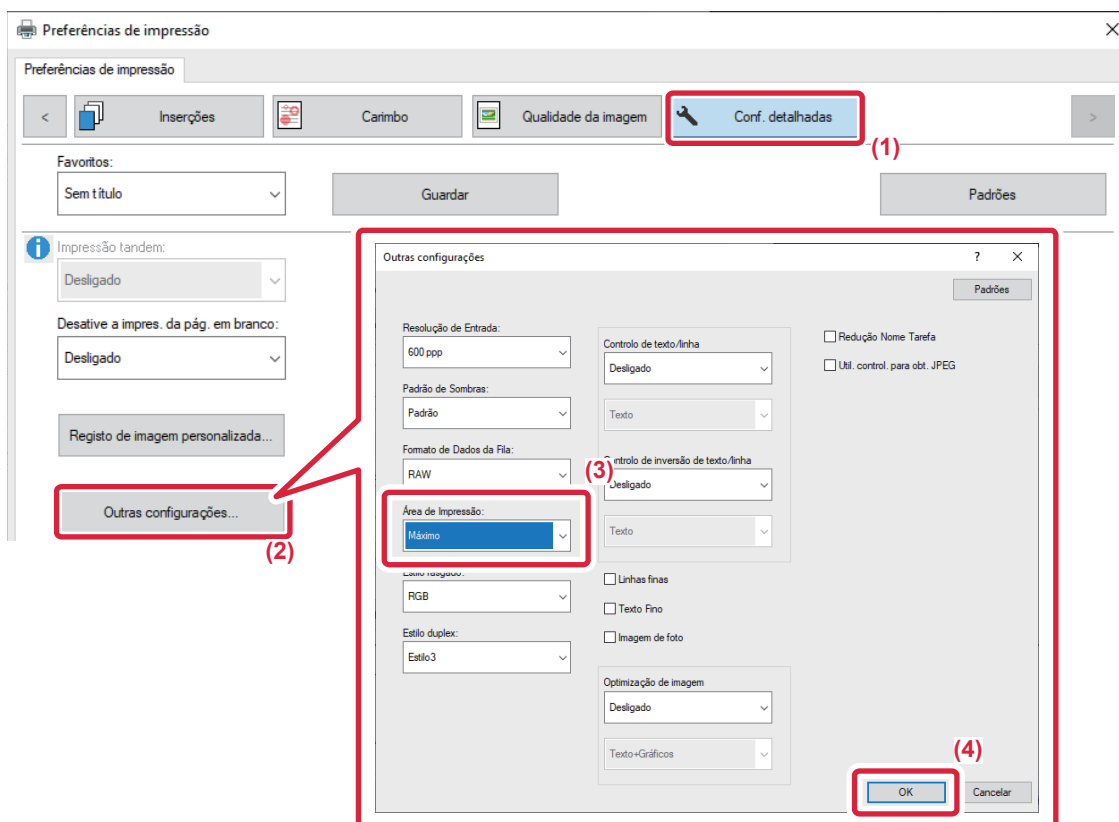 Preferências de impressão
Preferências de impressão
<
Inserções
Carimbo
Qualidade da imagem
Conf. detalhadas
>
(1)
Favoritos:
Sem título
Guardar
Padrões
Impressão tandem:
Desligado
Desative a impres. da pág. em branco:
Desligado
Registo de imagem personalizada...
Outras configurações...
(2)
Outras configurações
?
Padrões
Resolução de Entrada:
600 ppp
Padrão de Sombras:
Padrão
Formato de Dados da Fila:
RAW
(3)
Área de Impressão:
Máximo
Estilo rasgado:
RGB
Estilo duplex:
Estilo3
Controlo de texto/linha
Desligado
Texto
Controlo de inversão de texto/linha
Desligado
Texto
Linhas finas
Texto Fino
Imagem de foto
Optimização de imagem
Desligado
Texto+Gráficos
Redução Nome Tarefa
Util. control. para obt. JPEG
(4)
OK
Cancelar